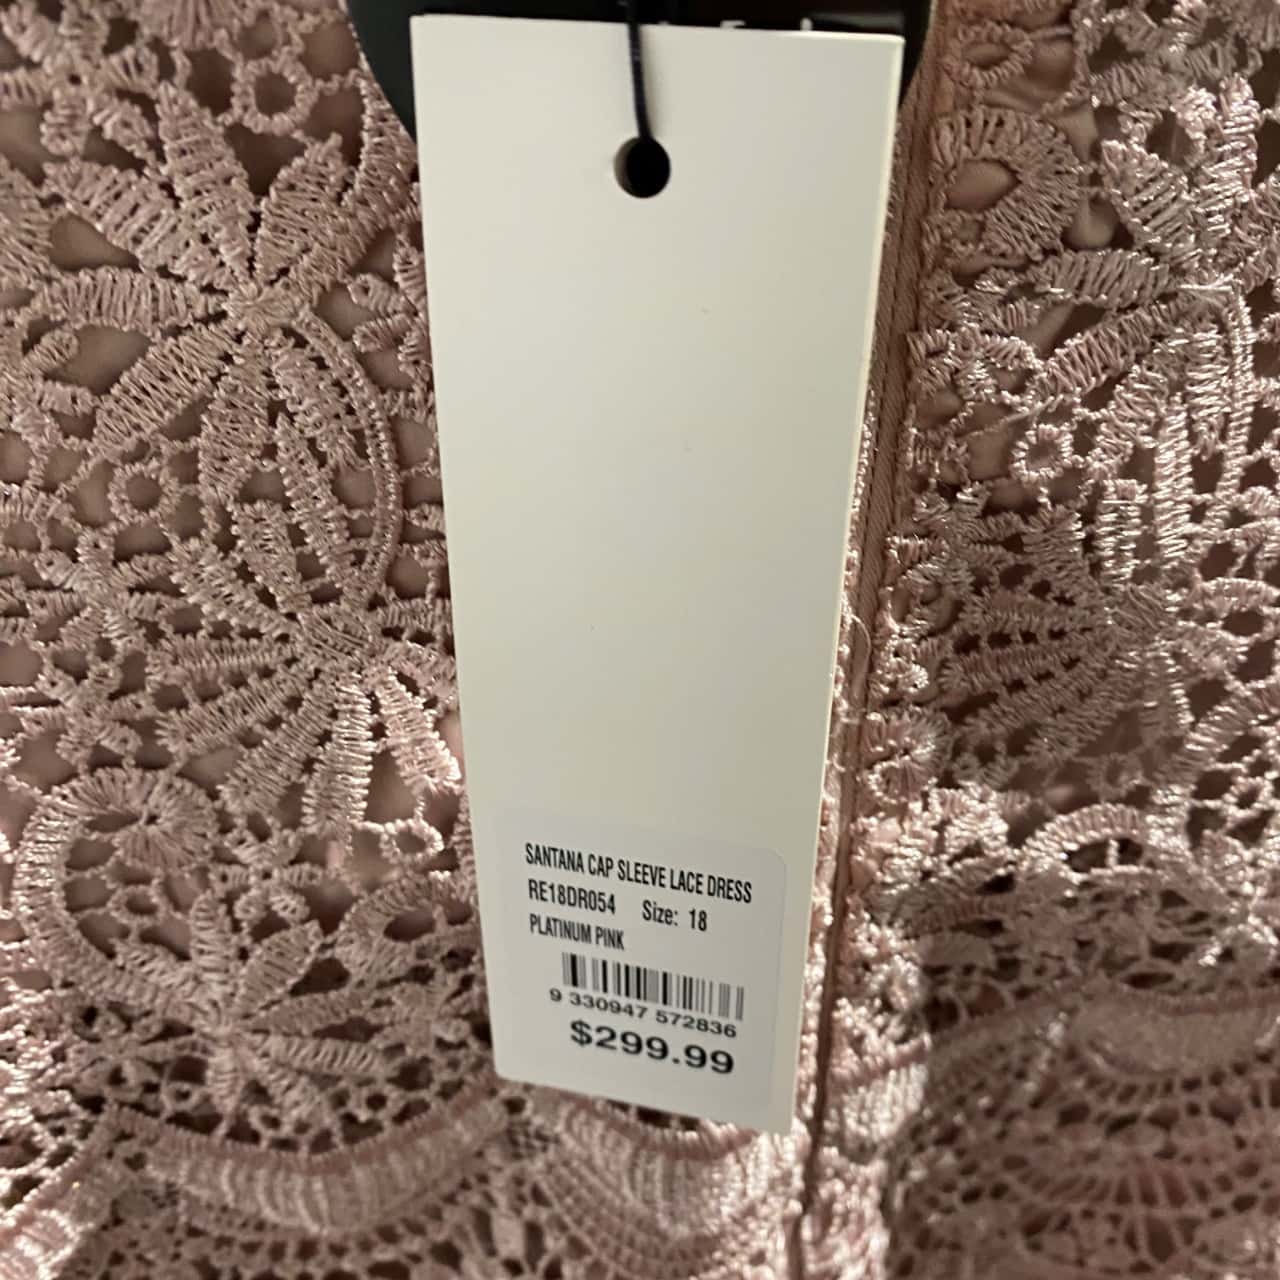 SANTANA CAP SLEEVE LACE DRESS
RE18DR054 Size: 18
PLATINUM PINK
9 330947 572836
$299.99